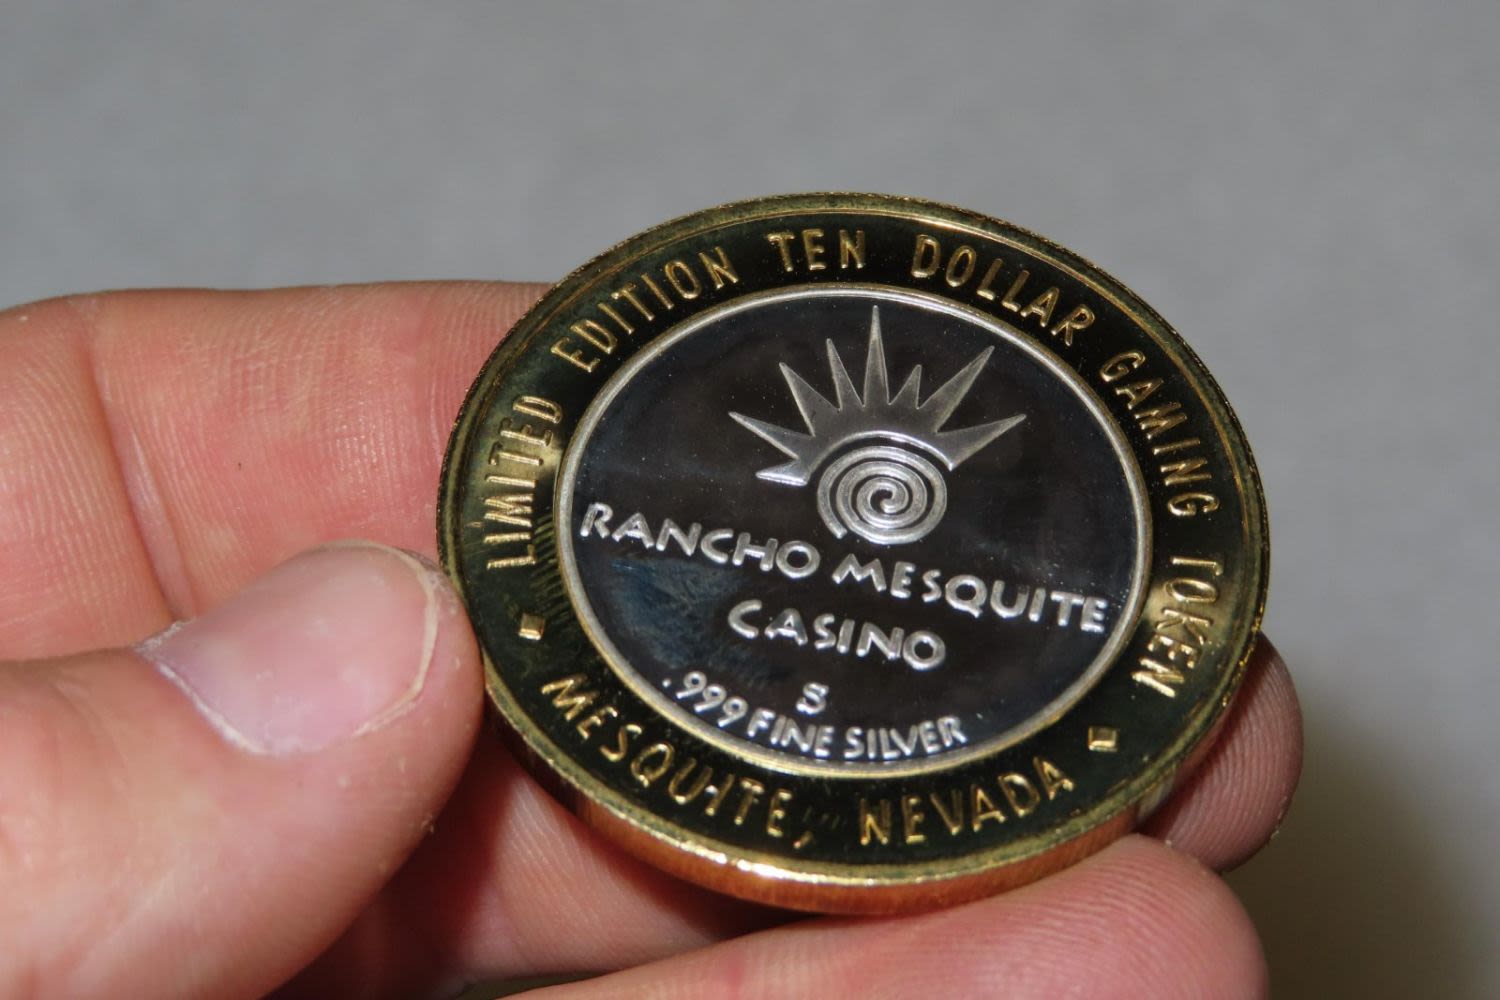 LIMITED EDITION TEN DOLLAR GAMING TOKEN
RANCHO MESQUITE
CASINO
S
.999 FINE SILVER
MESQUITE, NEVADA